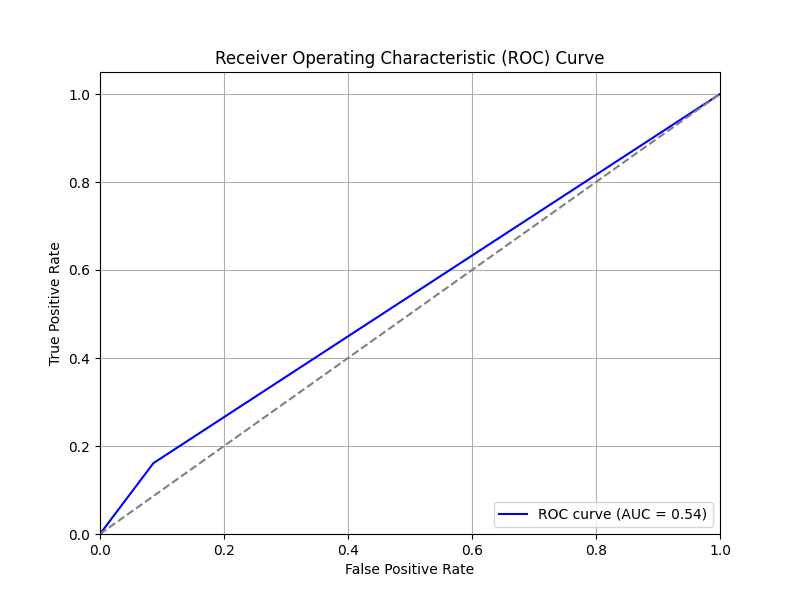 Receiver Operating Characteristic (ROC) Curve
1.0
0.8
0.6
0.4
0.2
0.0
True Positive Rate
ROC curve (AUC = 0.54)
0.0 0.2 0.4 0.6 0.8 1.0
False Positive Rate